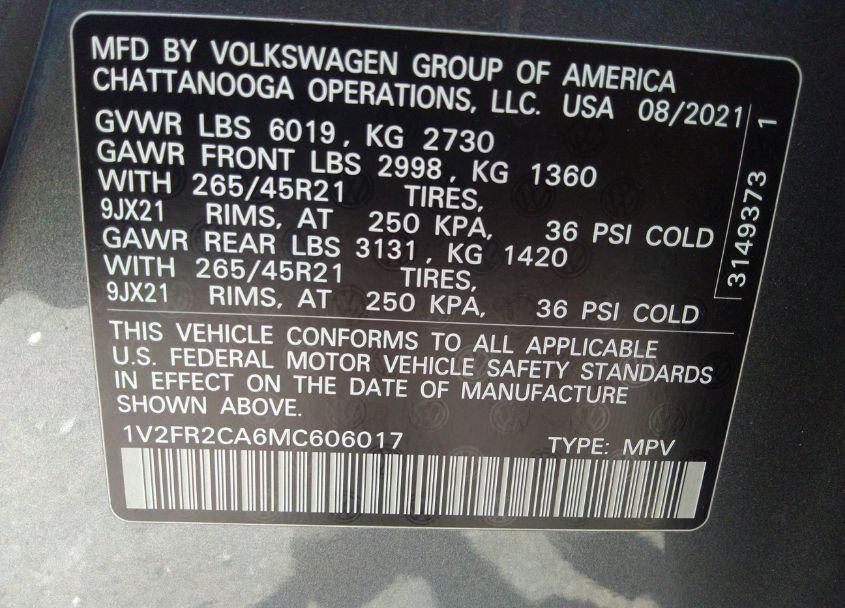 MFD BY VOLKSWAGEN GROUP OF AMERICA
CHATTANOOGA OPERATIONS, LLC. USA 08/2021
GVWR LBS 6019, KG 2730
GAWR FRONT LBS 2998, KG 1360
WITH 265/45R21 TIRES,
9JX21 RIMS, AT 250 KPA, 36 PSI COLD
GAWR REAR LBS 3131, KG 1420
WITH 265/45R21 TIRES,
9JX21 RIMS, AT 250 KPA, 36 PSI COLD
3149373 1
THIS VEHICLE CONFORMS TO ALL APPLICABLE
U.S. FEDERAL MOTOR VEHICLE SAFETY STANDARDS
IN EFFECT ON THE DATE OF MANUFACTURE
SHOWN ABOVE.
1V2FR2CA6MC606017 TYPE: MPV